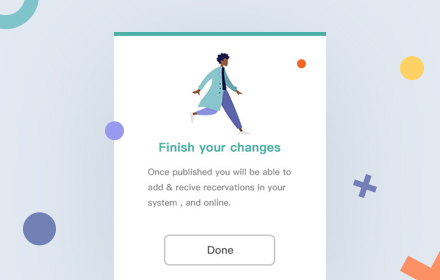 Finish your changes
Once published you will be able to
add & recive recervations in your
system , and online.
Done